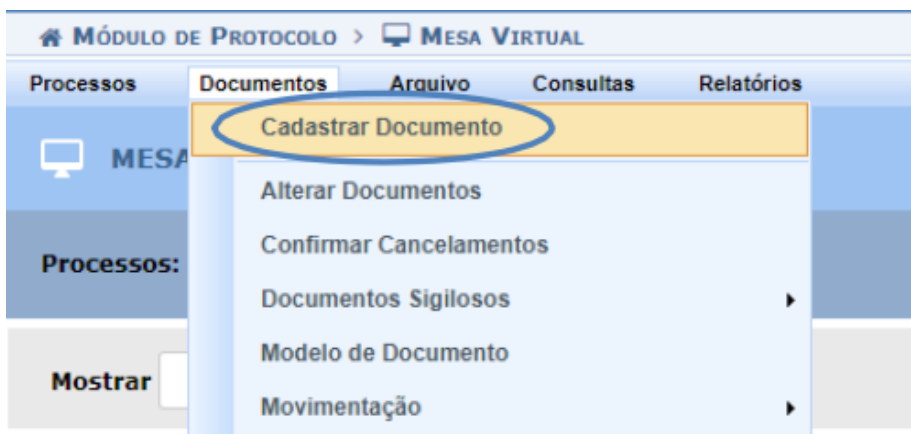 MÓDULO DE PROTOCOLO > MESA VIRTUAL
Processos Documentos Arquivo Consultas Relatórios
Cadastrar Documento
MESA
Alterar Documentos
Confirmar Cancelamentos
Processos:
Documentos Sigilosos
Modelo de Documento
Mostrar
Movimentação